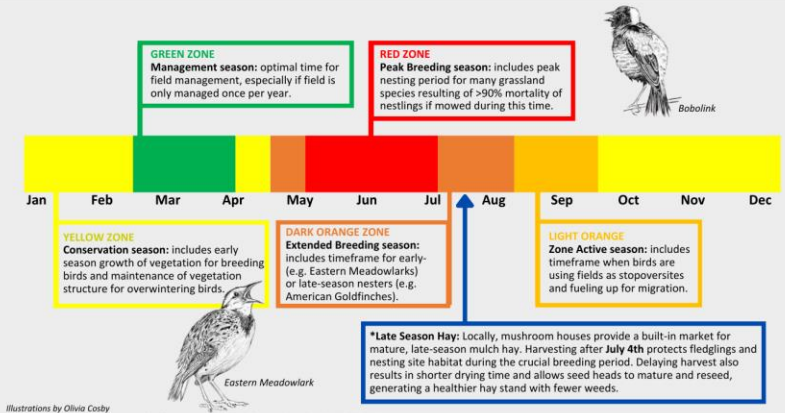 GREEN ZONE
Management season: optimal time for
field management, especially if field is
only managed once per year.
RED ZONE
Peak Breeding season: includes peak
nesting period for many grassland
species resulting of >90% mortality of
nestlings if mowed during this time.
Bobolink
Jan Feb Mar Apr May Jun Jul Aug Sep Oct Nov Dec
YELLOW ZONE
Conservation season: includes early
season growth of vegetation for breeding
birds and maintenance of vegetation
structure for overwintering birds.
DARK ORANGE ZONE
Extended Breeding season:
includes timeframe for early-
(e.g. Eastern Meadowlarks)
or late-season nesters (e.g.
American Goldfinches).
LIGHT ORANGE
Zone Active season: includes
timeframe when birds are
using fields as stopoversites
and fueling up for migration.
*Late Season Hay: Locally, mushroom houses provide a built-in market for
mature, late-season mulch hay. Harvesting after July 4th protects fledglings and
nesting site habitat during the crucial breeding period. Delaying harvest also
results in shorter drying time and allows seed heads to mature and reseed,
generating a healthier hay stand with fewer weeds.
Eastern Meadowlark
Illustrations by Olivia Cosby